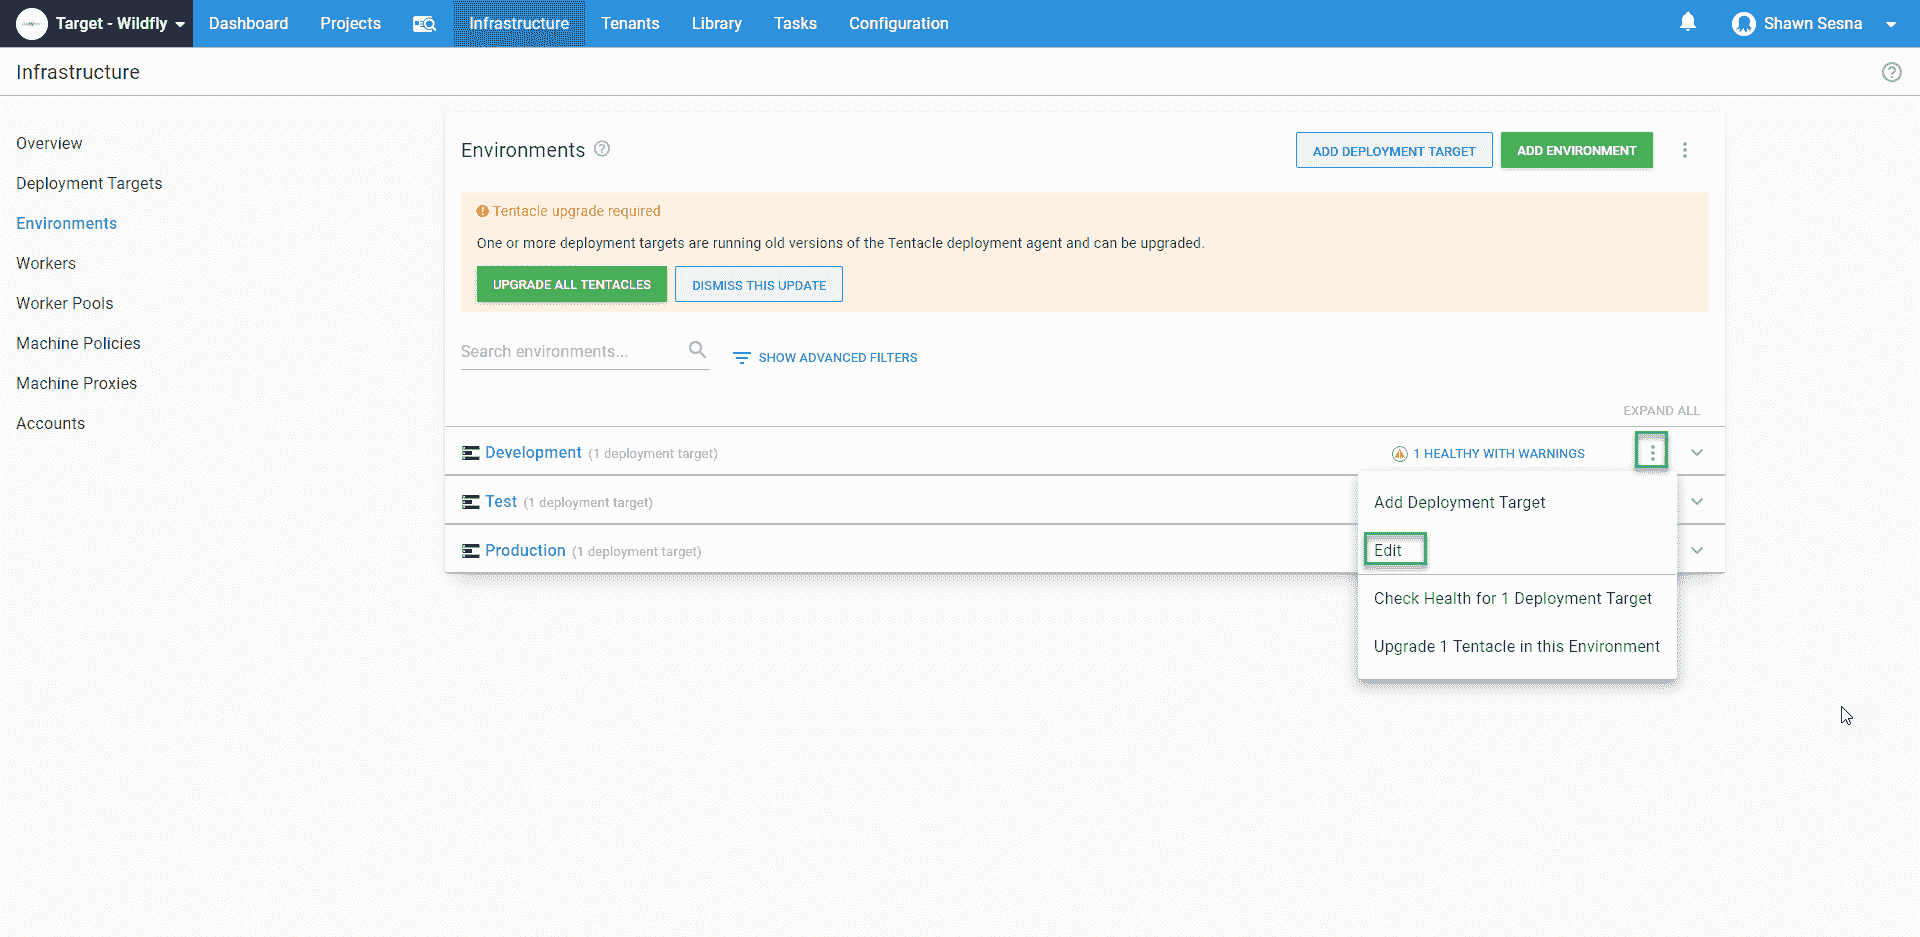 Target - Wildfly
Dashboard
Projects
Infrastructure
Tenants
Library
Tasks
Configuration
Shawn Sesna
Infrastructure
Overview
Deployment Targets
Environments
Workers
Worker Pools
Machine Policies
Machine Proxies
Accounts
Environments
ADD DEPLOYMENT TARGET
ADD ENVIRONMENT
Tentacle upgrade required
One or more deployment targets are running old versions of the Tentacle deployment agent and can be upgraded.
UPGRADE ALL TENTACLES
DISMISS THIS UPDATE
Search environments...
SHOW ADVANCED FILTERS
EXPAND ALL
Development (1 deployment target)
1 HEALTHY WITH WARNINGS
Test (1 deployment target)
Production (1 deployment target)
Add Deployment Target
Edit
Check Health for 1 Deployment Target
Upgrade 1 Tentacle in this Environment